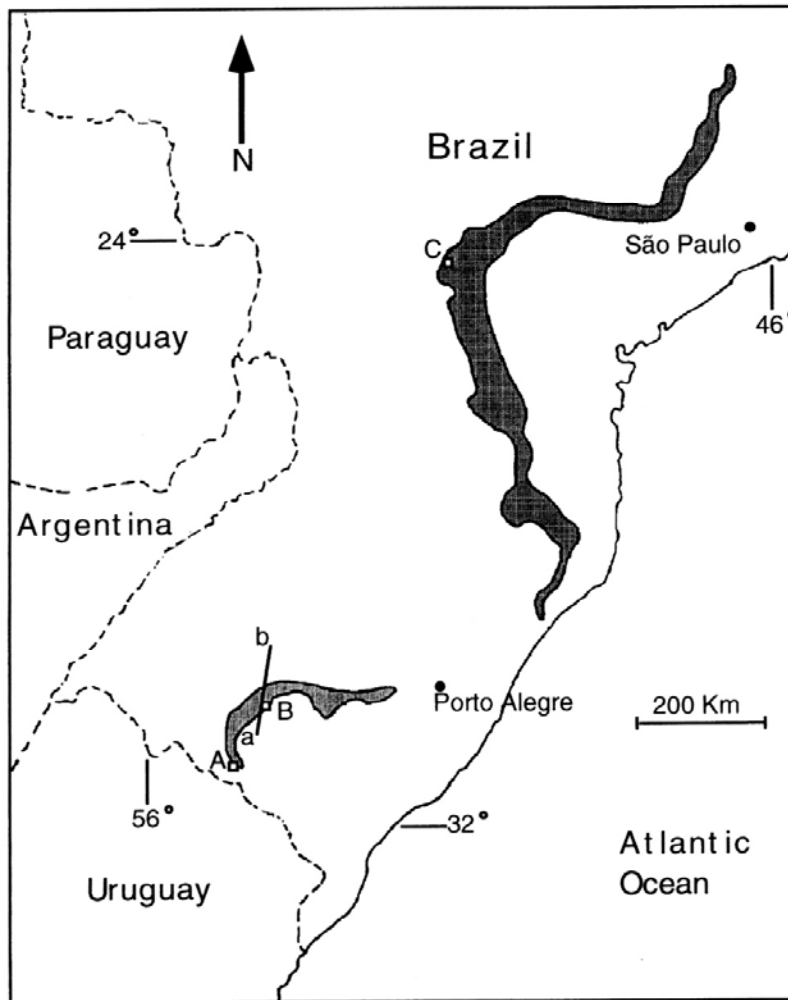 N
Brazil
24°
São Paulo
C
46°
Paraguay
Argentina
b
B
a
A
Porto Alegre
200 Km
56°
32°
Uruguay
Atlantic
Ocean